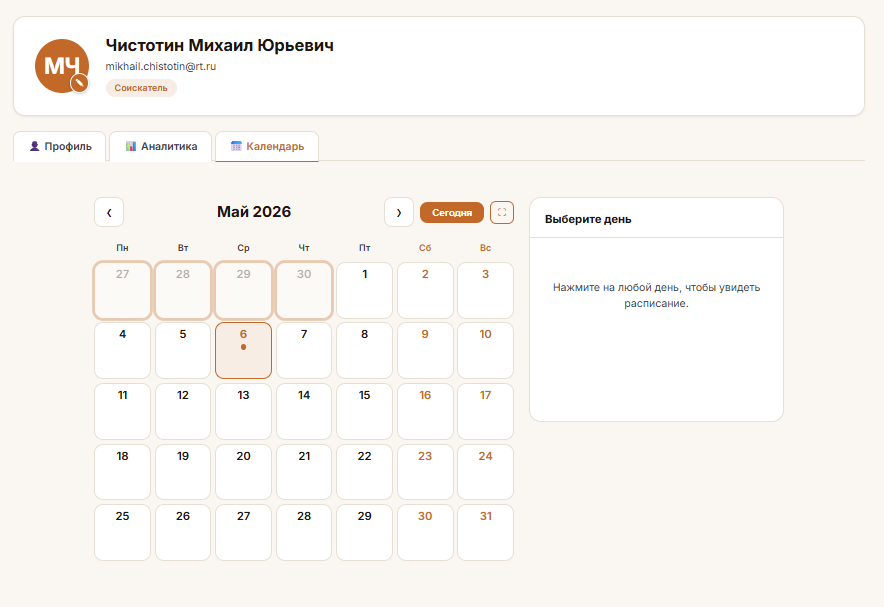 МЧ
Чистотин Михаил Юрьевич
mikhail.chistotin@rt.ru
Соискатель
Профиль
Аналитика
Календарь
‹
Май 2026
›
Сегодня
Пн Вт Ср Чт Пт Сб Вс
27 28 29 30 1 2 3
4 5 6 7 8 9 10
11 12 13 14 15 16 17
18 19 20 21 22 23 24
25 26 27 28 29 30 31
Выберите день
Нажмите на любой день, чтобы увидеть
расписание.